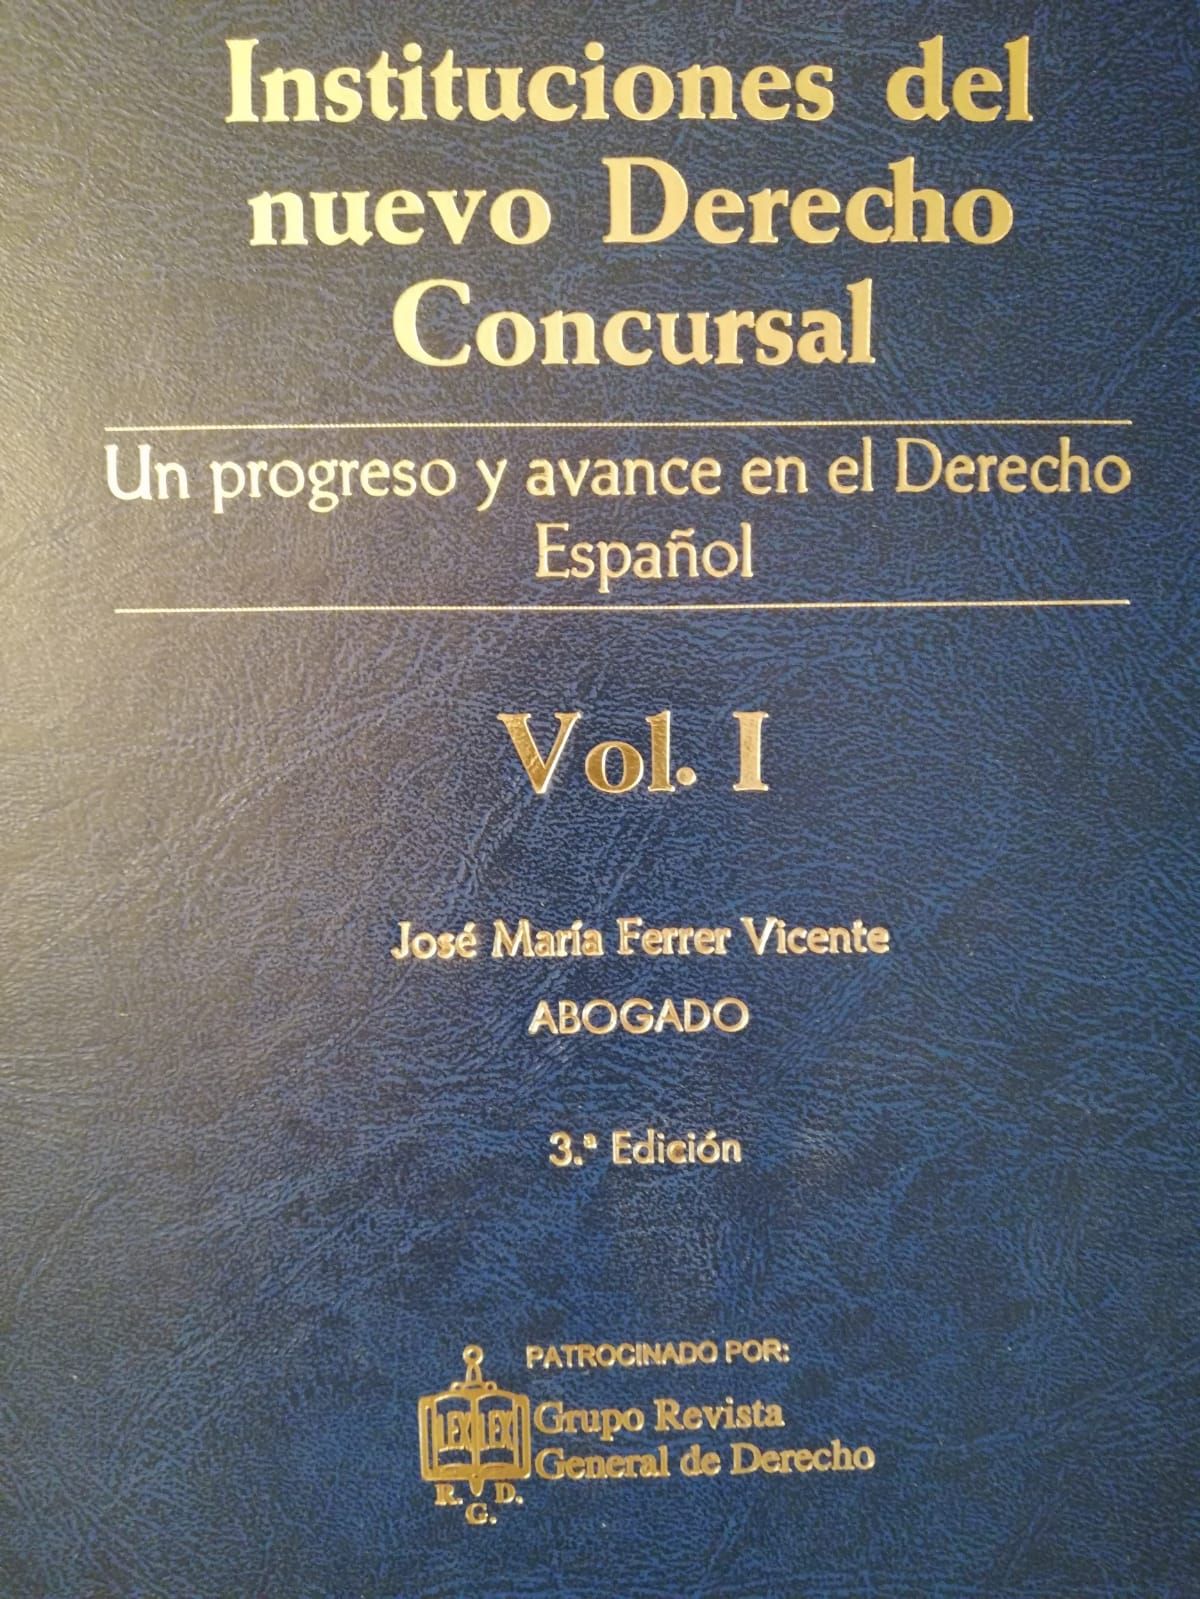 Instituciones del
nuevo Derecho
Concursal
Un progreso y avance en el Derecho
Español
Vol. I
José María Ferrer Vicente
ABOGADO
3.ª Edición
PATROCINADO POR:
LEX LEX
Grupo Revista
General de Derecho
R. G. D.